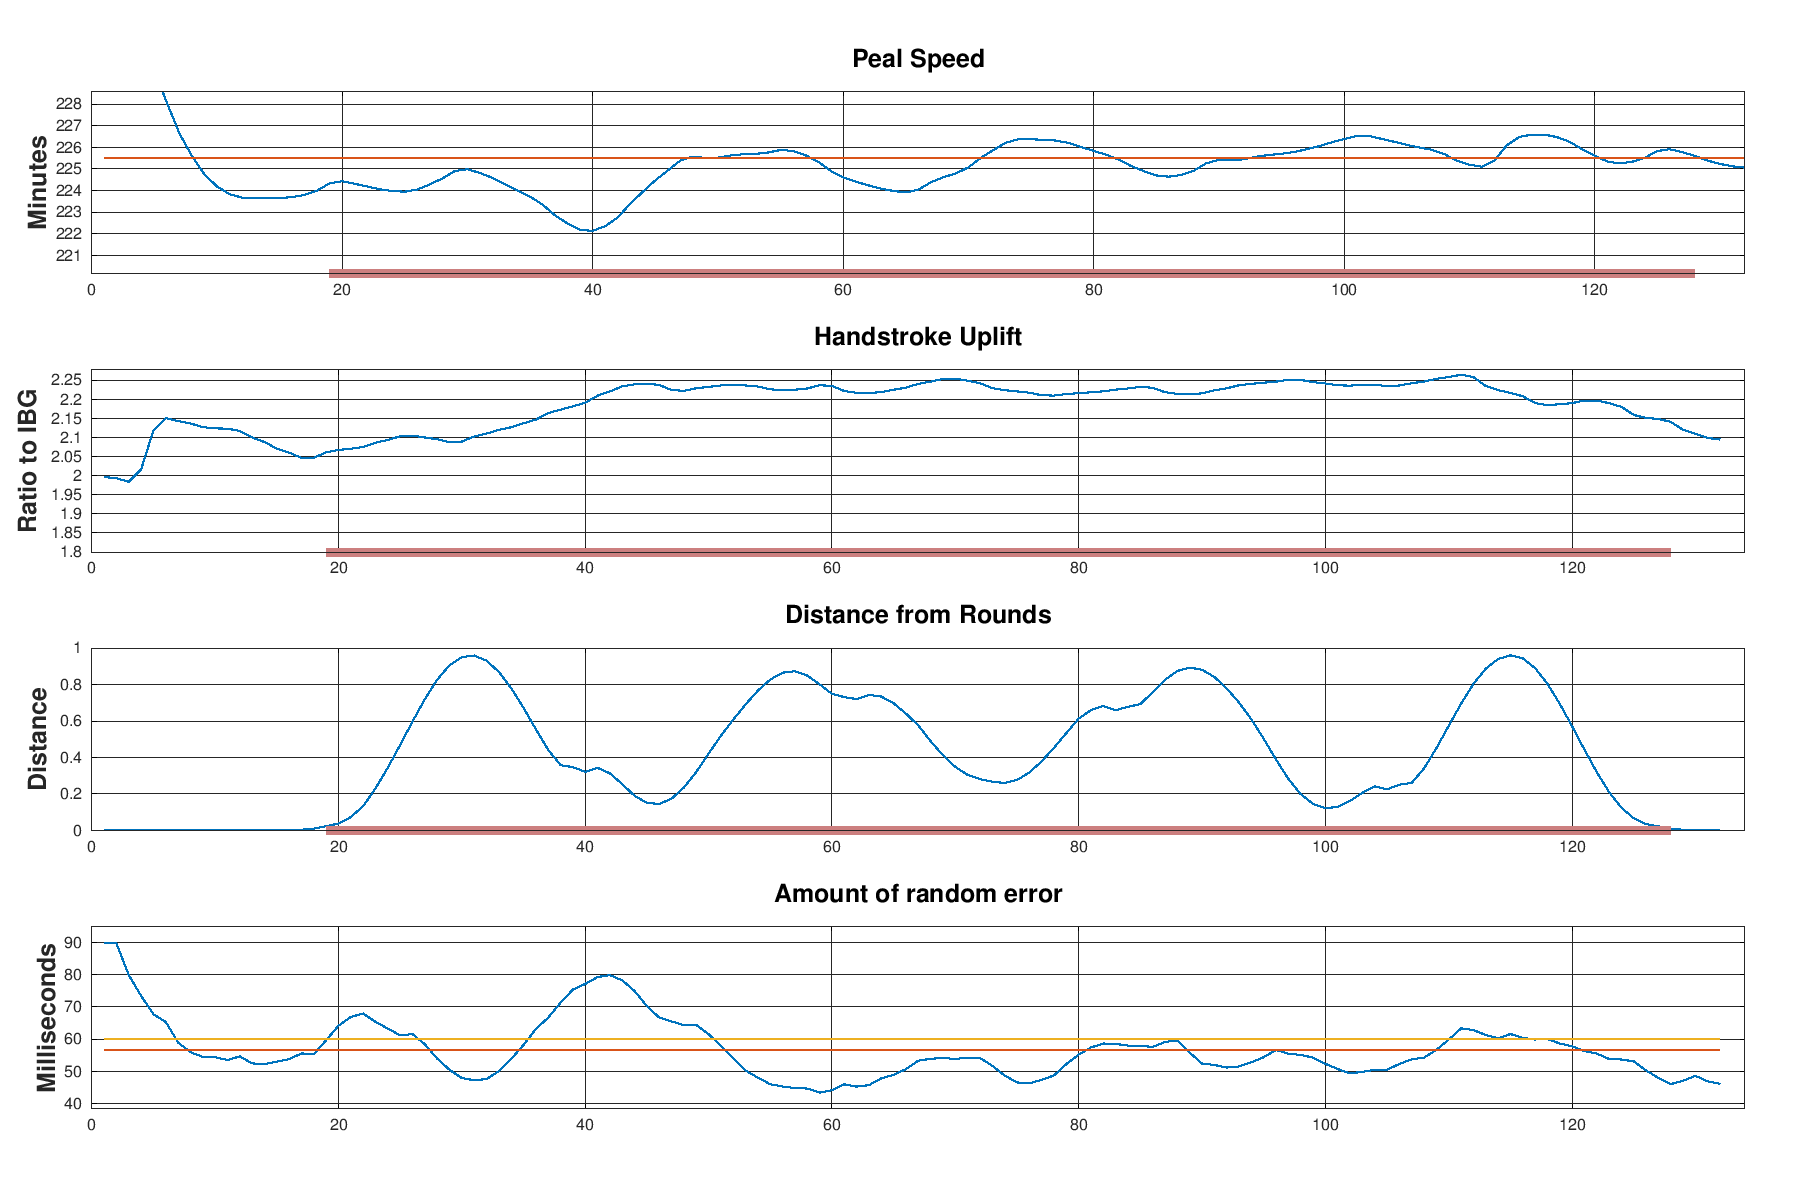 Peal Speed
Minutes
228
227
226
225
224
223
222
221
0 20 40 60 80 100 120
Handstroke Uplift
Ratio to IBG
2.25
2.2
2.15
2.1
2.05
2
1.95
1.9
1.85
1.8
0 20 40 60 80 100 120
Distance from Rounds
Distance
1
0.8
0.6
0.4
0.2
0
0 20 40 60 80 100 120
Amount of random error
Milliseconds
90
80
70
60
50
40
0 20 40 60 80 100 120